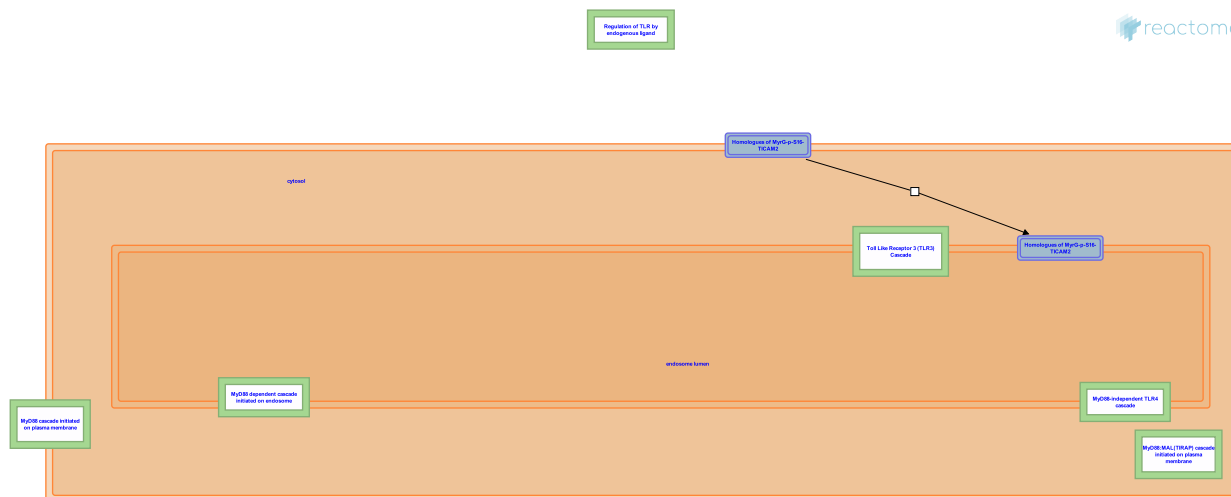 Regulation of TLR by
endogenous ligand
reactome
Homologues of MyrG-p-S16-
TICAM2
cytosol
Toll Like Receptor 3 (TLR3)
Cascade
Homologues of MyrG-p-S16-
TICAM2
endosome lumen
MyD88 dependent cascade
initiated on endosome
MyD88-independent TLR4
cascade
MyD88 cascade initiated
on plasma membrane
MyD88:MAL(TIRAP) cascade
initiated on plasma
membrane